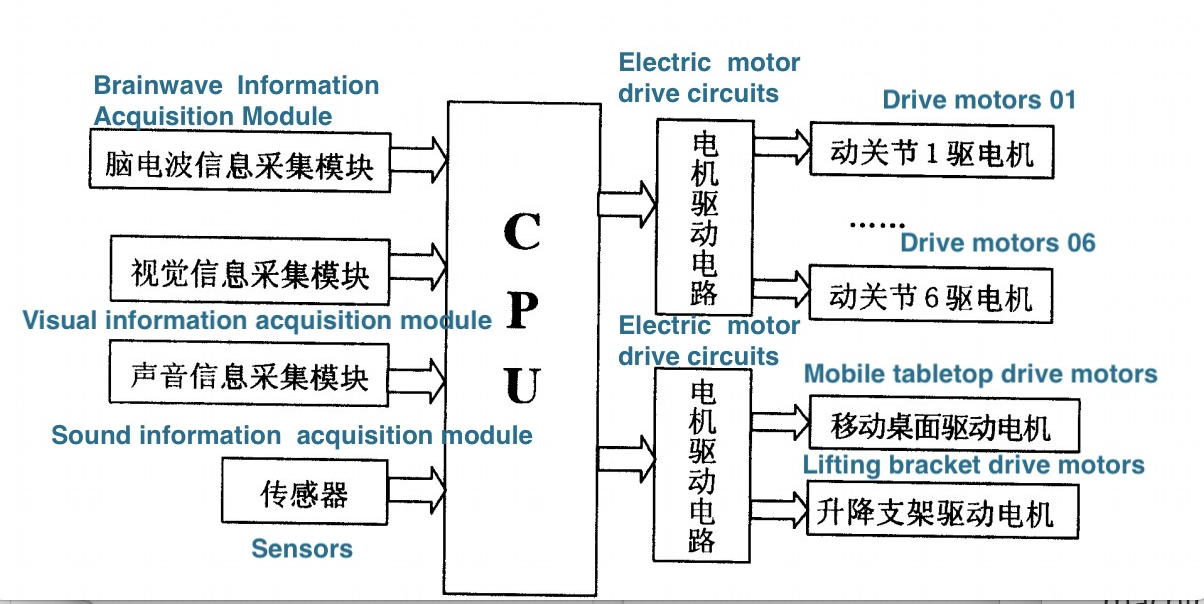 Brainwave Information
Acquisition Module
脑电波信息采集模块
视觉信息采集模块
Visual information acquisition module
声音信息采集模块
Sound information acquisition module
传感器
Sensors
CPU
Electric motor
drive circuits
电机驱动电路
Drive motors 01
动关节1驱电机
……
Drive motors 06
动关节6驱电机
Electric motor
drive circuits
电机驱动电路
Mobile tabletop drive motors
移动桌面驱动电机
Lifting bracket drive motors
升降支架驱动电机